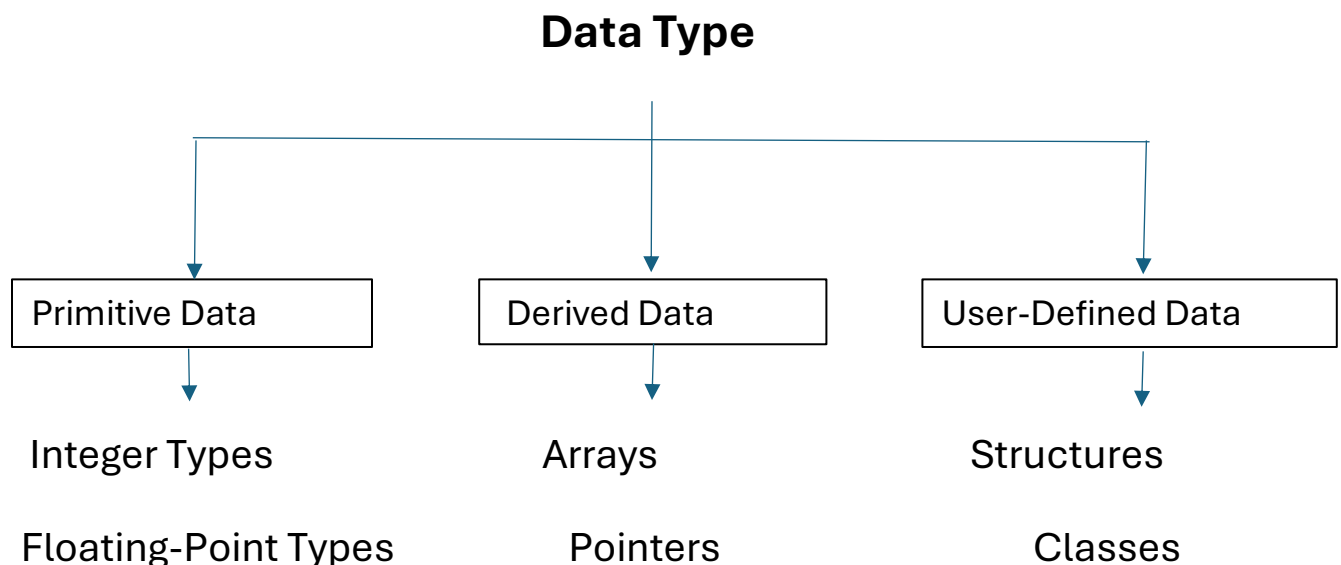 Data Type
Primitive Data
Derived Data
User-Defined Data
Integer Types
Arrays
Structures
Floating-Point Types
Pointers
Classes